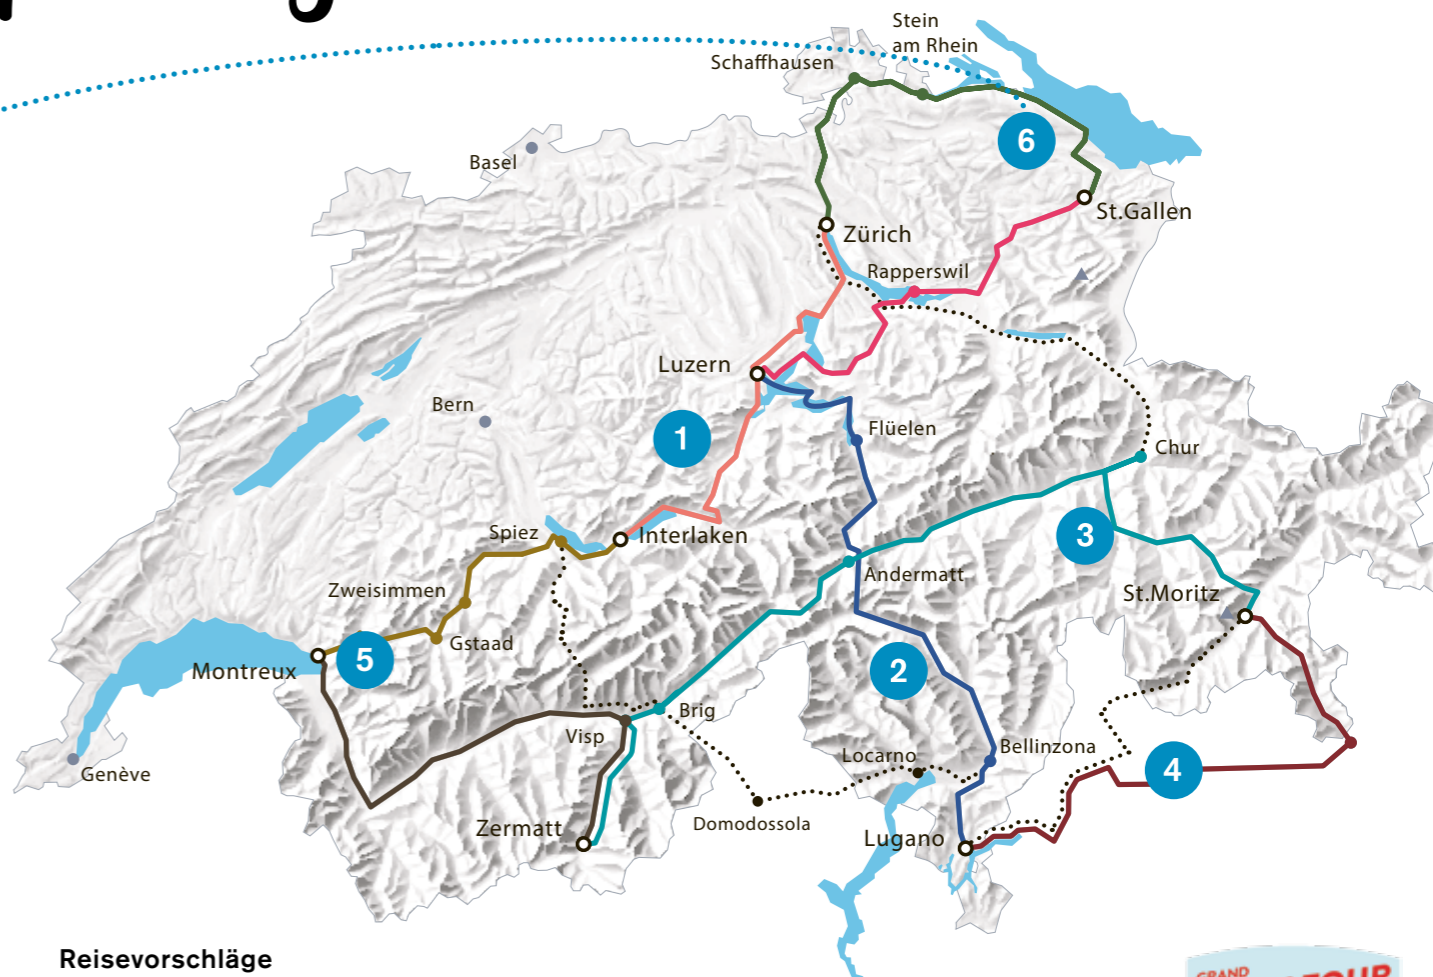 Stein
am Rhein
Schaffhausen
6
Basel
St.Gallen
Zürich
Rapperswil
Luzern
Bern
1
Flüelen
Chur
Spiez
Interlaken
3
Andermatt
Zweisimmen
St.Moritz
Gstaad
5
Montreux
2
Brig
Visp
Bellinzona
Locarno
4
Genève
Domodossola
Zermatt
Lugano
Reisevorschläge
GRAND